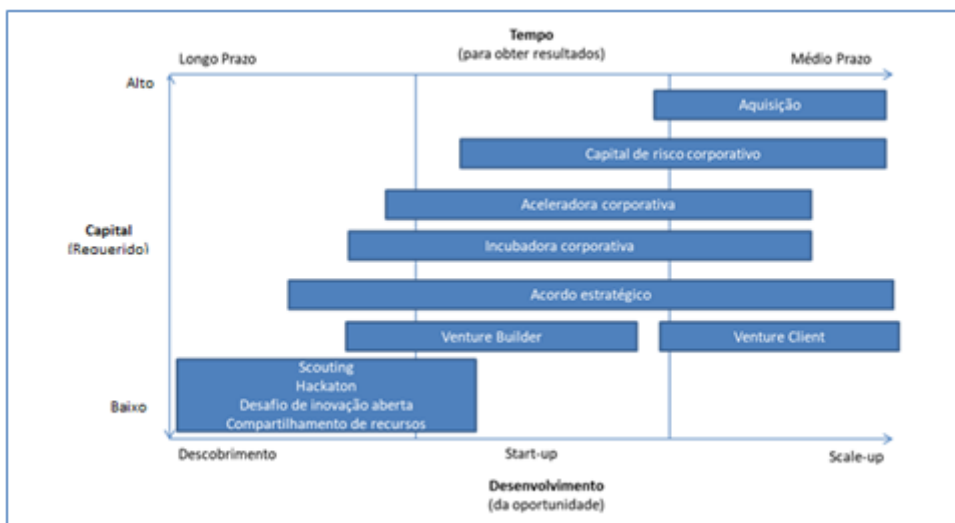 Tempo
(para obter resultados)
Longo Prazo
Médio Prazo
Alto
Aquisição
Capital de risco corporativo
Aceleradora corporativa
Capital
(Requerido)
Incubadora corporativa
Acordo estratégico
Venture Builder
Venture Client
Scouting
Hackaton
Desafio de inovação aberta
Compartilhamento de recursos
Baixo
Descobrimento
Start-up
Scale-up
Desenvolvimento
(da oportunidade)